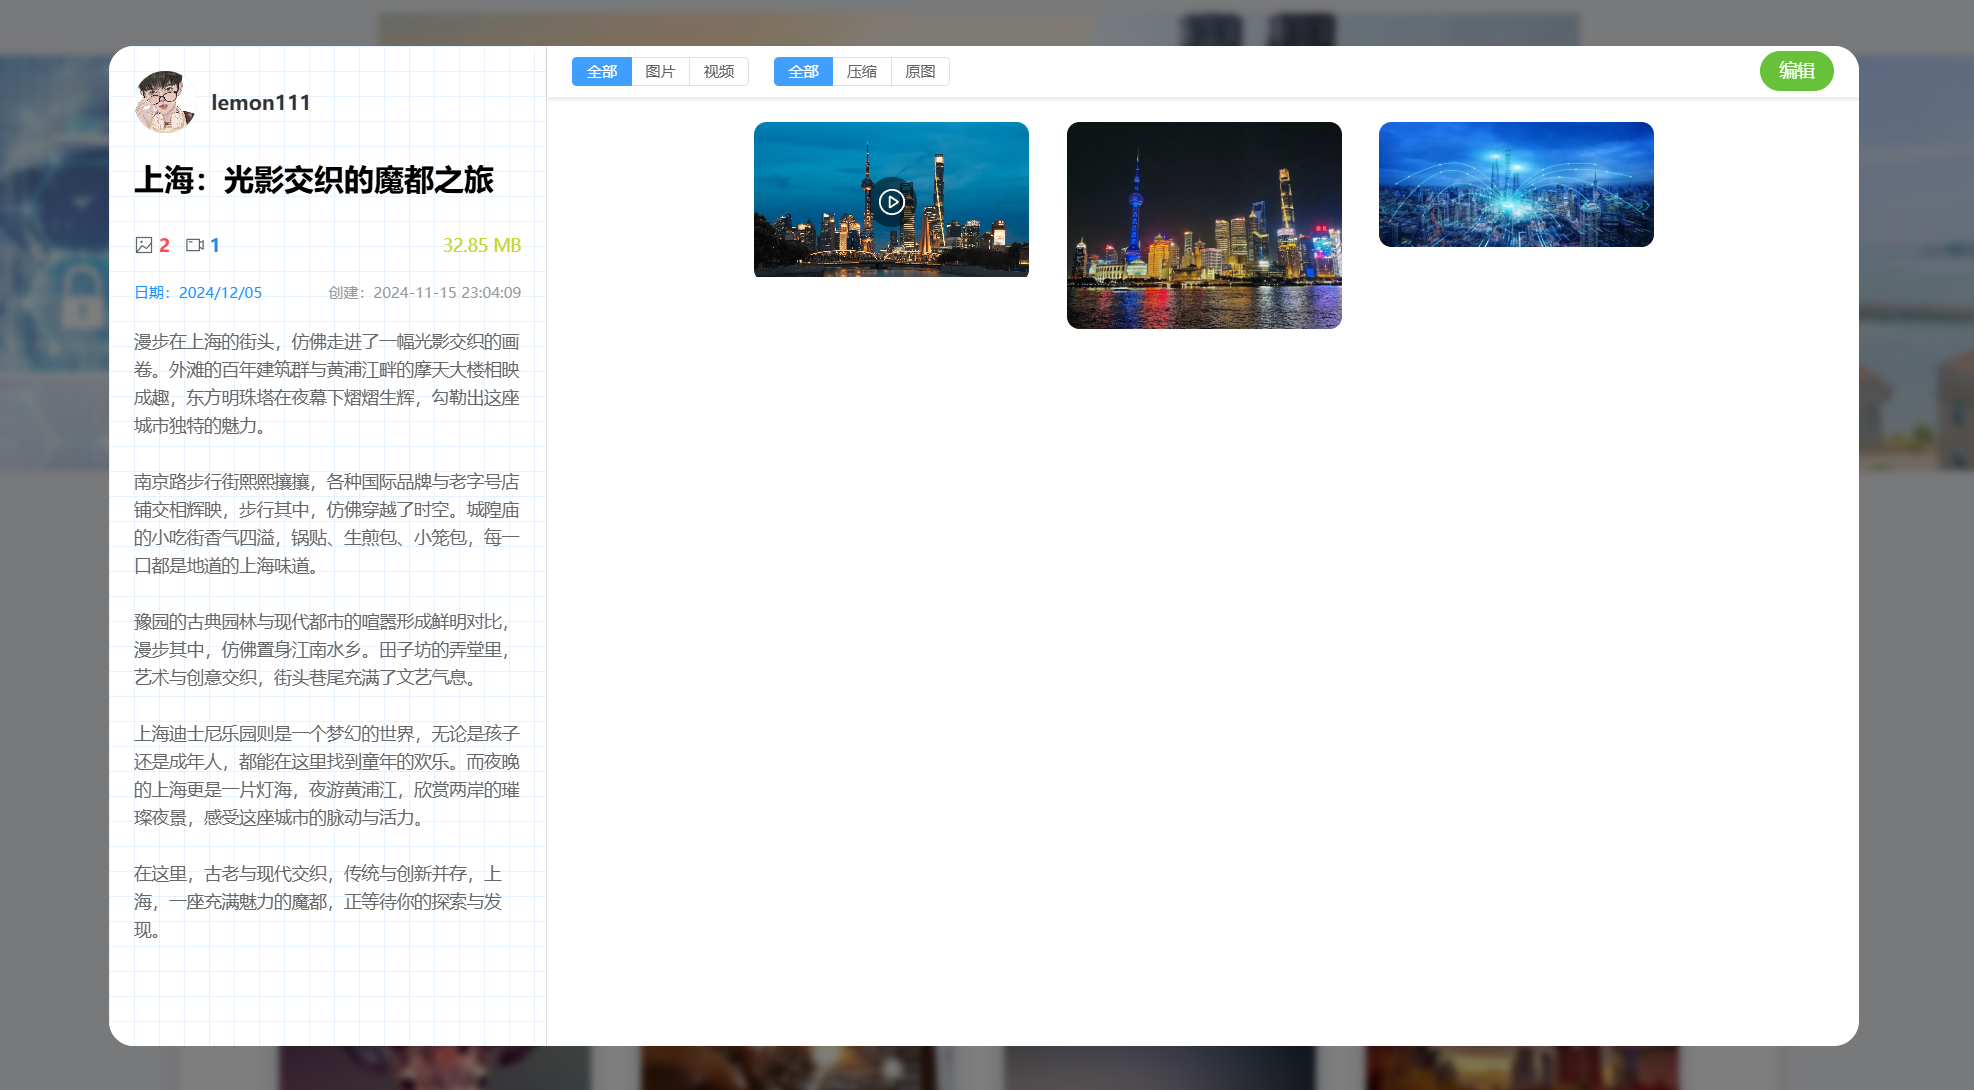 lemon111
上海：光影交织的魔都之旅
2 1 32.85 MB
日期：2024/12/05 创建：2024-11-15 23:04:09
漫步在上海的街头，仿佛走进了一幅光影交织的画
卷。外滩的百年建筑群与黄浦江畔的摩天大楼相映
成趣，东方明珠塔在夜幕下熠熠生辉，勾勒出这座
城市独特的魅力。
南京路步行街熙熙攘攘，各种国际品牌与老字号店
铺交相辉映，步行其中，仿佛穿越了时空。城隍庙
的小吃街香气四溢，锅贴、生煎包、小笼包，每一
口都是地道的上海味道。
豫园的古典园林与现代都市的喧嚣形成鲜明对比，
漫步其中，仿佛置身江南水乡。田子坊的弄堂里，
艺术与创意交织，街头巷尾充满了文艺气息。
上海迪士尼乐园则是一个梦幻的世界，无论是孩子
还是成年人，都能在这里找到童年的欢乐。而夜晚
的上海更是一片灯海，夜游黄浦江，欣赏两岸的璀
璨夜景，感受这座城市的脉动与活力。
在这里，古老与现代交织，传统与创新并存，上
海，一座充满魅力的魔都，正等待你的探索与发
现。
全部 图片 视频 全部 压缩 原图 编辑